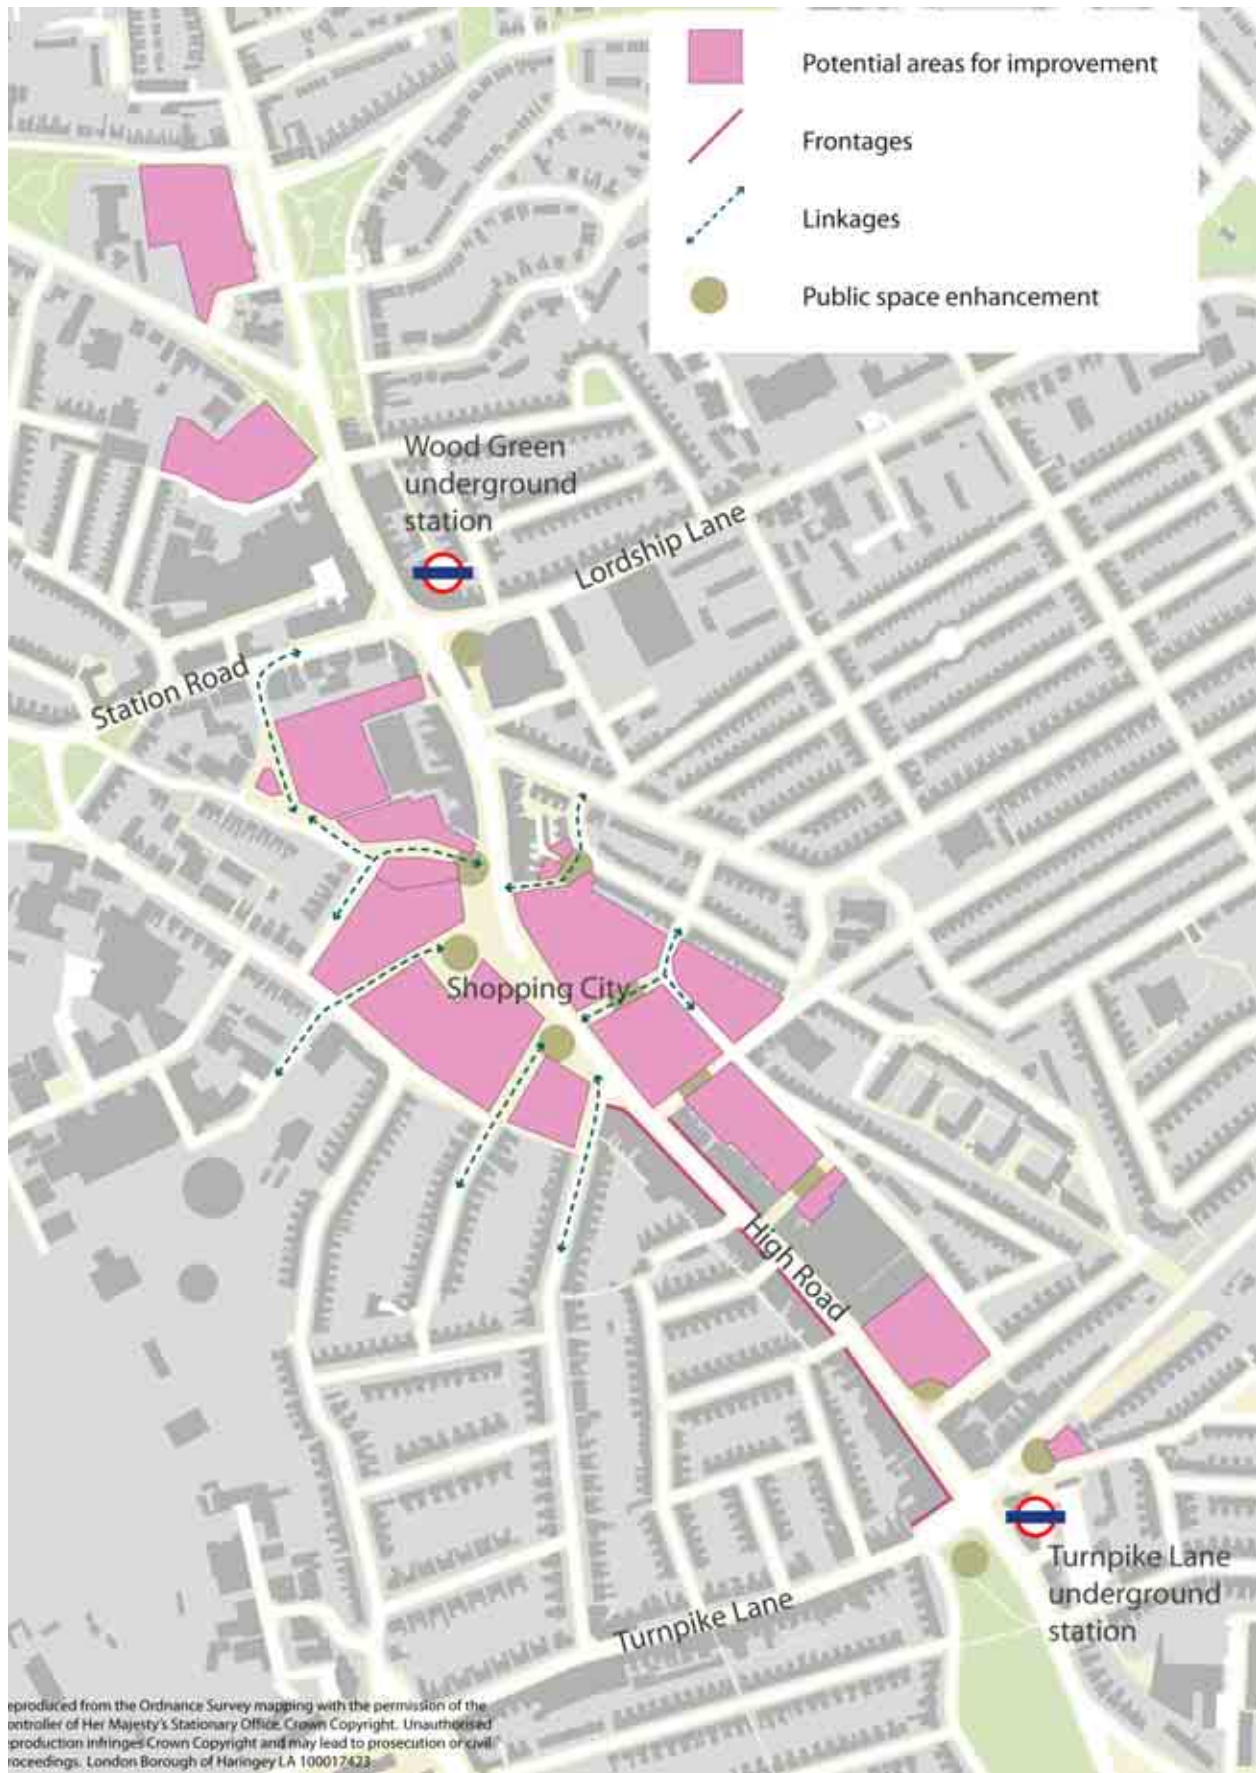 Potential areas for improvement
Frontages
Linkages
Public space enhancement
Wood Green
underground
station
Lordship Lane
Station Road
Shopping City
High Road
Turnpike Lane
underground
station
Turnpike Lane
eproduced from the Ordnance Survey mapping with the permission of the
ontroller of Her Majesty's Stationary Office Crown Copyright. Unauthorised
eproduction infringes Crown Copyright and may lead to prosecution or civil
roceedings. London Borough of Haringey LA 100017423